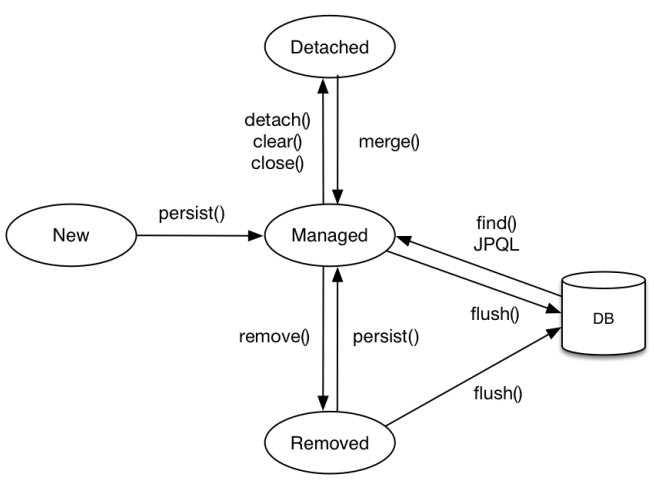 Detached
detach()
clear()
close()
merge()
persist()
New
Managed
find()
JPQL
flush()
DB
remove()
persist()
flush()
Removed